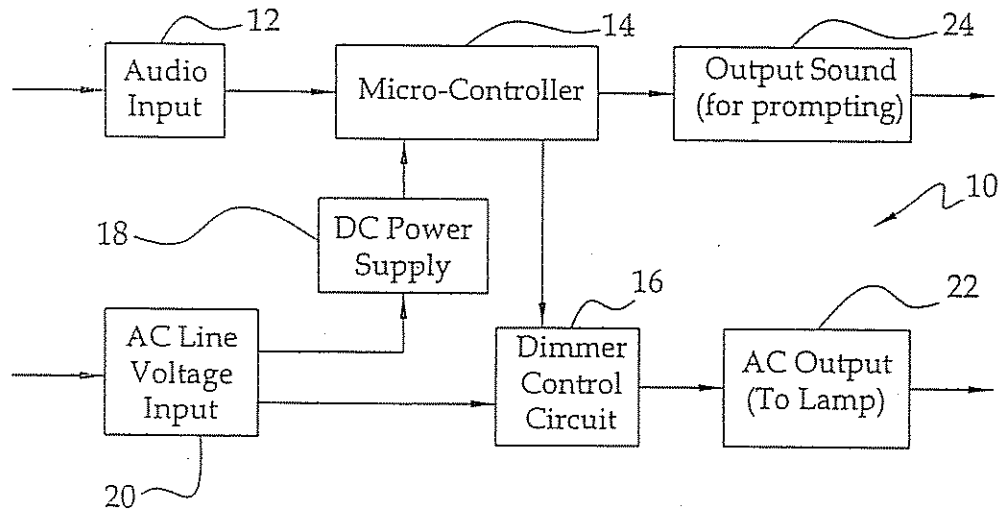 12
14
24
Audio
Input
Micro-Controller
Output Sound
(for prompting)
10
18
DC Power
Supply
16
22
AC Line
Voltage
Input
Dimmer
Control
Circuit
AC Output
(To Lamp)
20